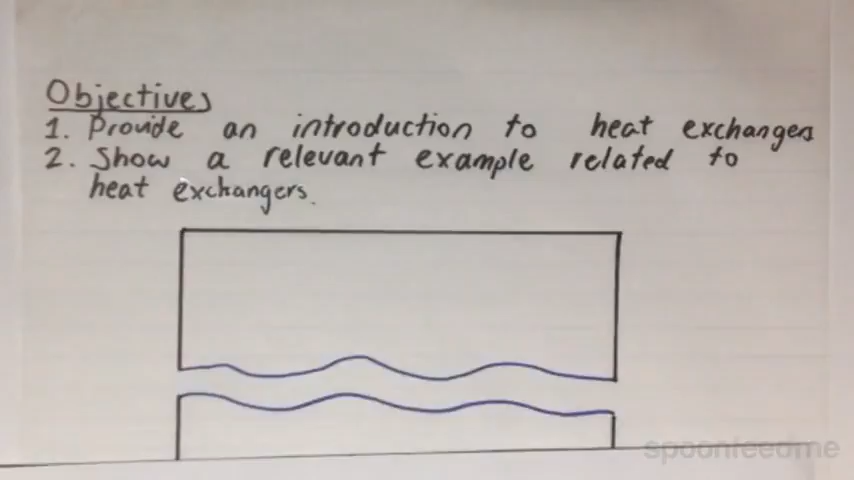 Objectives
1. Provide an introduction to heat exchangers
2. Show a relevant example related to
heat exchangers.
spoonfeedme